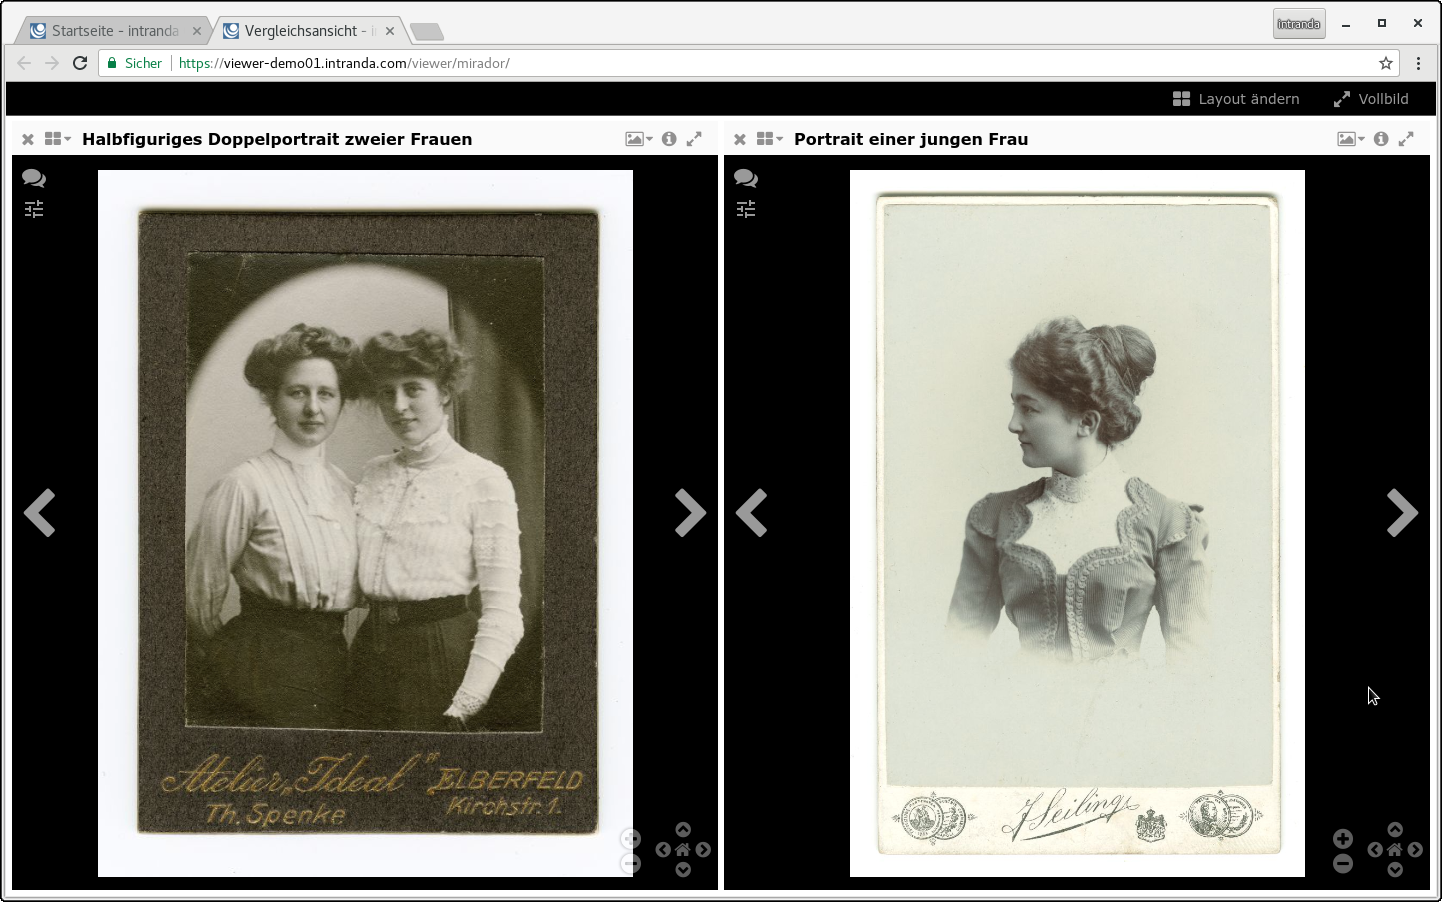 Startseite - intranda
Vergleichsansicht - i
intranda
Sicher
https://viewer-demo01.intranda.com/viewer/mirador/
Layout ändern
Vollbild
Halbfiguriges Doppelportrait zweier Frauen
Portrait einer jungen Frau
Atelier „Ideal" ELBERFELD
Th. Spenke
Kirchstr. 1.
J Seiling